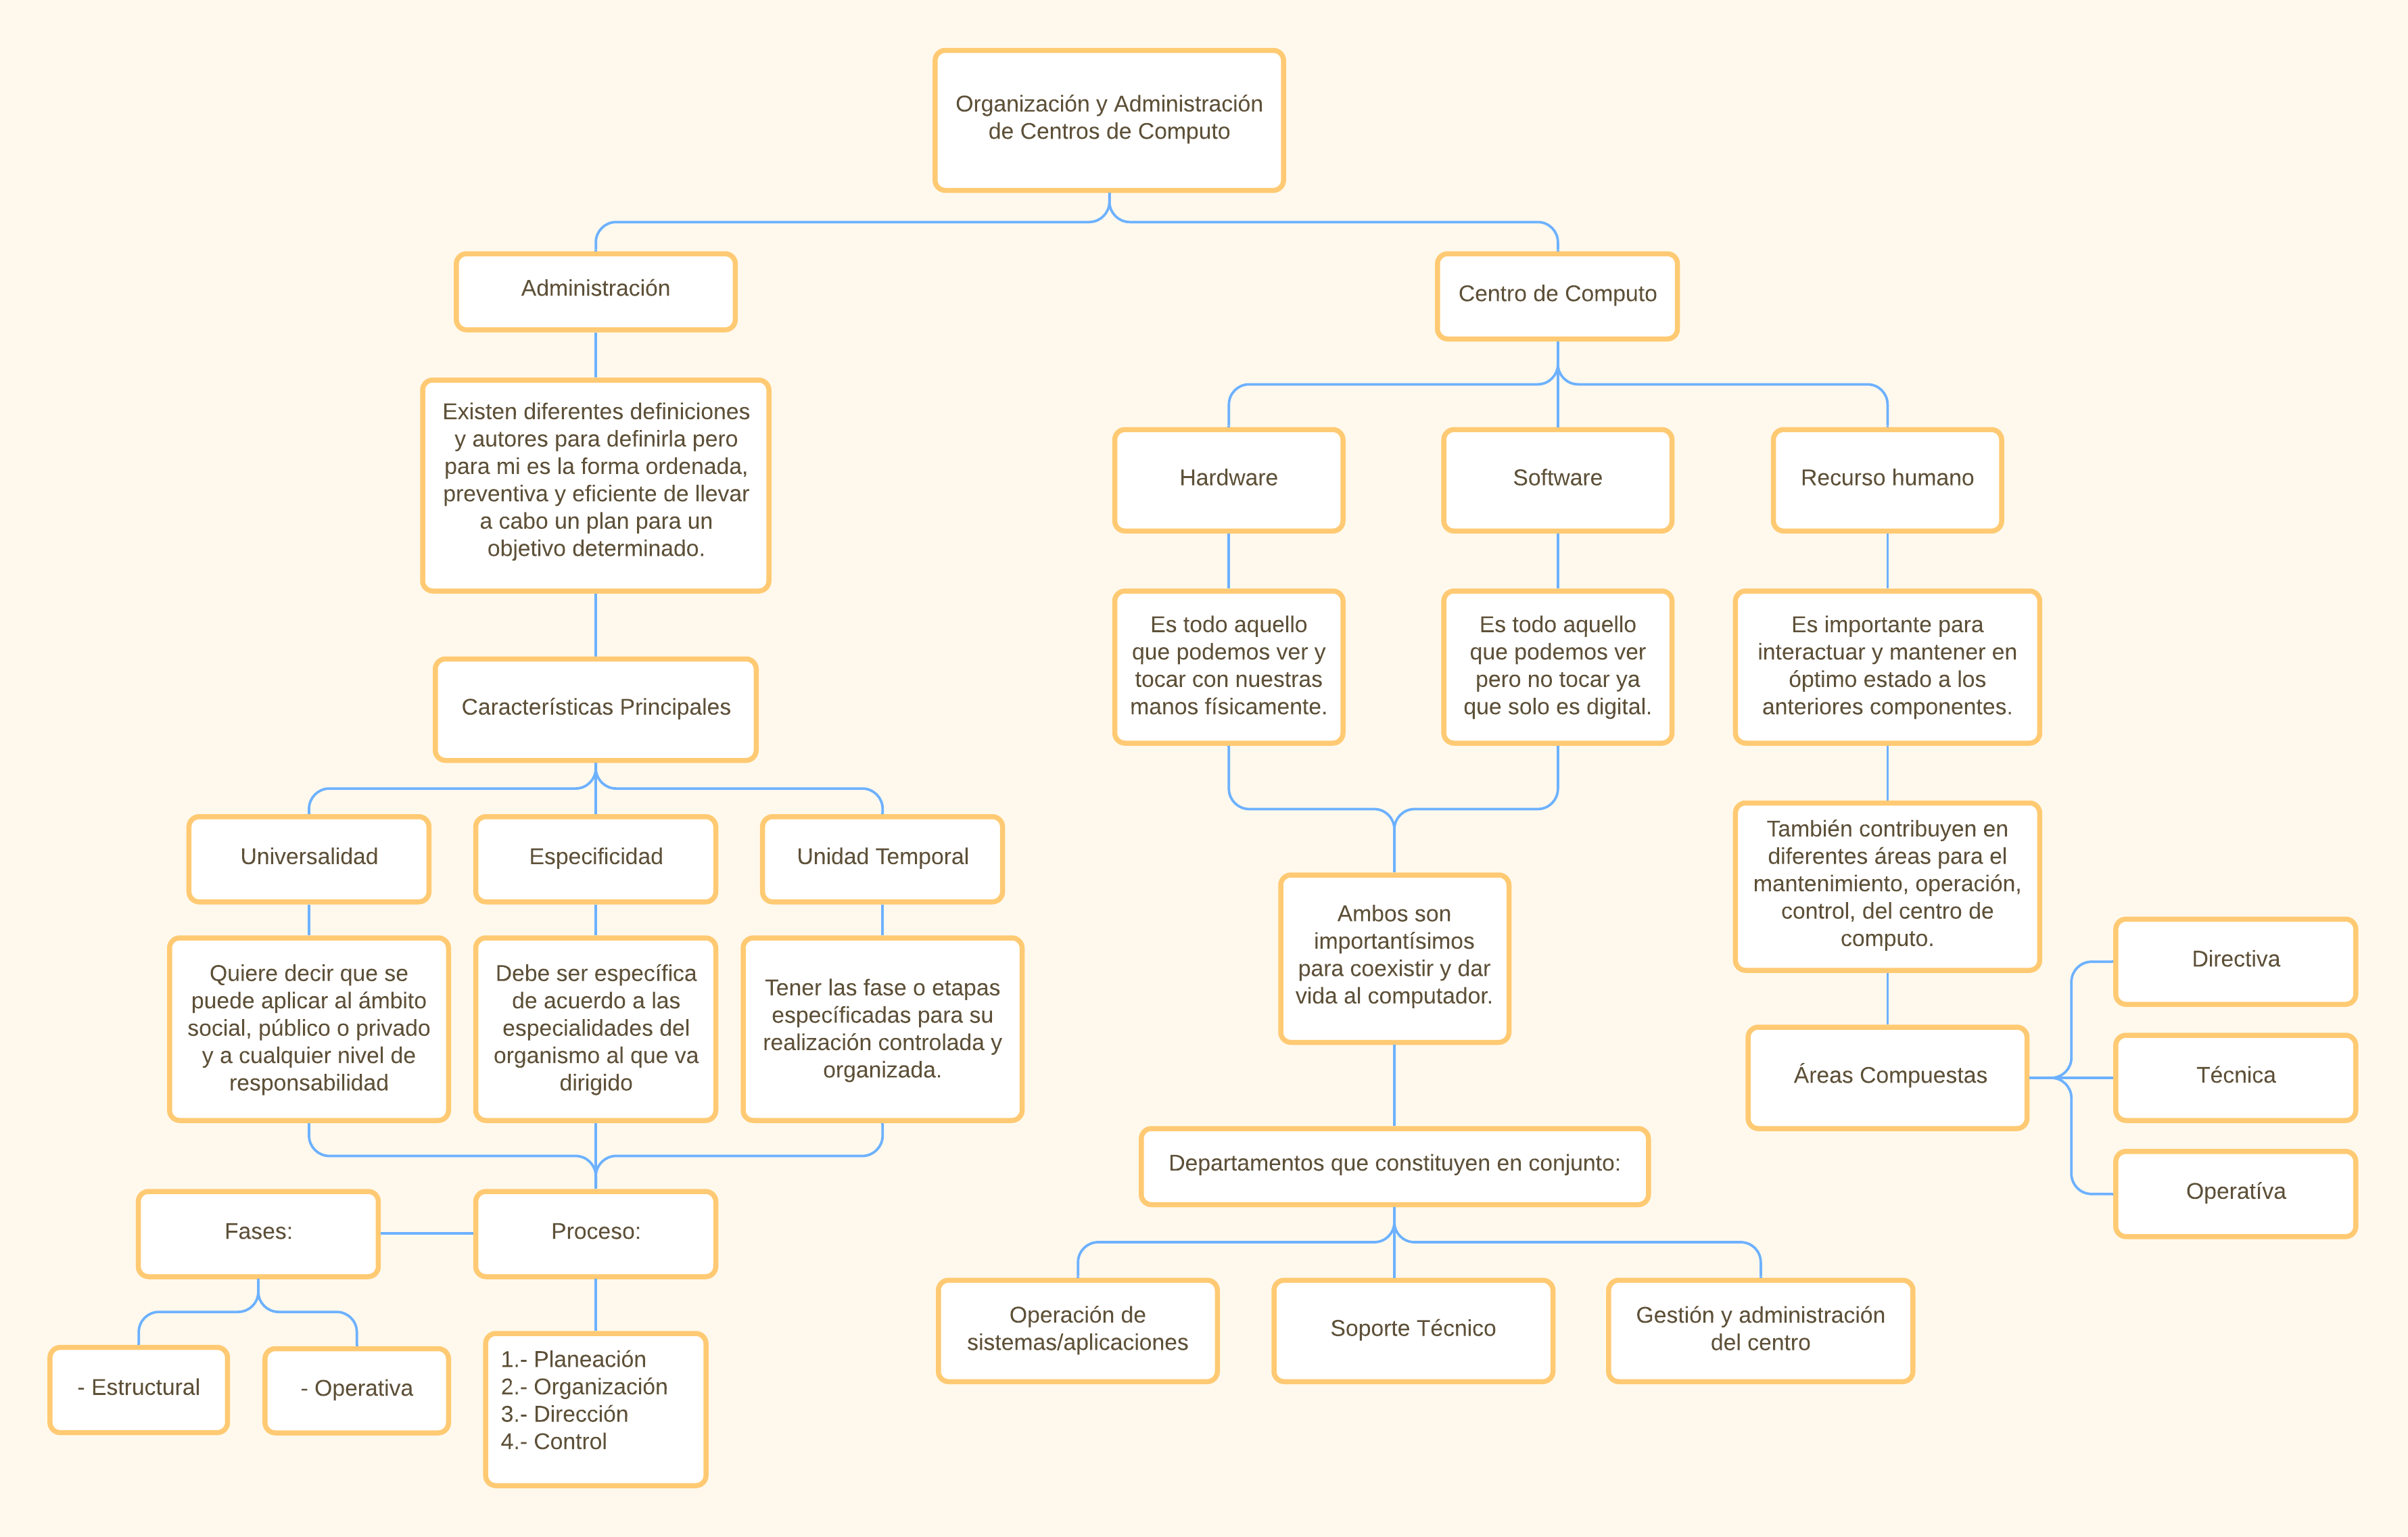 Organización y Administración
de Centros de Computo
Administración
Centro de Computo
Existen diferentes definiciones
y autores para definirla pero
para mi es la forma ordenada,
preventiva y eficiente de llevar
a cabo un plan para un
objetivo determinado.
Hardware
Software
Recurso humano
Es todo aquello
que podemos ver y
tocar con nuestras
manos físicamente.
Es todo aquello
que podemos ver
pero no tocar ya
que solo es digital.
Es importante para
interactuar y mantener en
óptimo estado a los
anteriores componentes.
Características Principales
Universalidad
Especificidad
Unidad Temporal
También contribuyen en
diferentes áreas para el
mantenimiento, operación,
control, del centro de
computo.
Quiere decir que se
puede aplicar al ámbito
social, público o privado
y a cualquier nivel de
responsabilidad
Debe ser específica
de acuerdo a las
especialidades del
organismo al que va
dirigido
Tener las fase o etapas
específicadas para su
realización controlada y
organizada.
Ambos son
importantísimos
para coexistir y dar
vida al computador.
Áreas Compuestas
Directiva
Técnica
Operatíva
Departamentos que constituyen en conjunto:
Fases:
Proceso:
Operación de
sistemas/aplicaciones
Soporte Técnico
Gestión y administración
del centro
- Estructural
- Operativa
1.- Planeación
2.- Organización
3.- Dirección
4.- Control